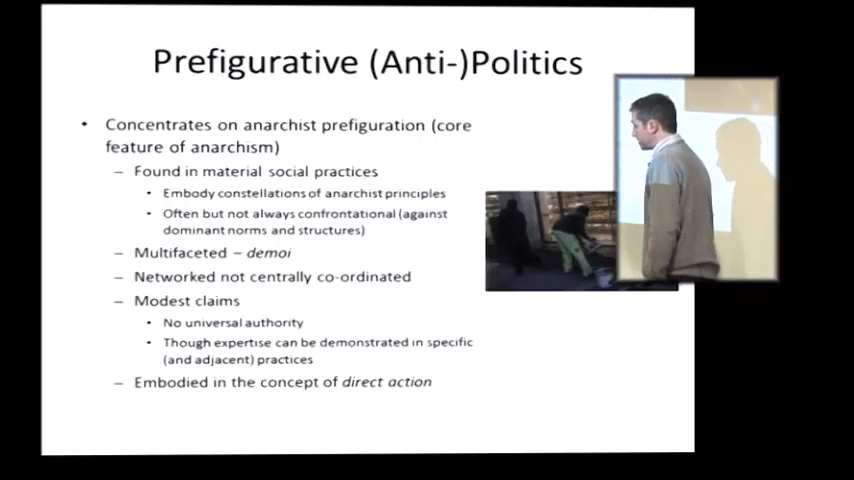 Prefigurative (Anti-)Politics
• Concentrates on anarchist prefiguration (core
feature of anarchism)
– Found in material social practices
• Embody constellations of anarchist principles
• Often but not always confrontational (against
dominant norms and structures)
– Multifaceted – demoi
– Networked not centrally co-ordinated
– Modest claims
• No universal authority
• Though expertise can be demonstrated in specific
(and adjacent) practices
– Embodied in the concept of direct action